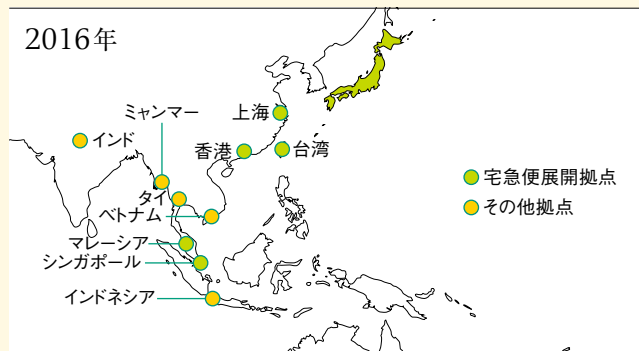 2016年
ミャンマー
上海
インド
香港
台湾
タイ
ベトナム
宅急便展開拠点
その他拠点
マレーシア
シンガポール
インドネシア